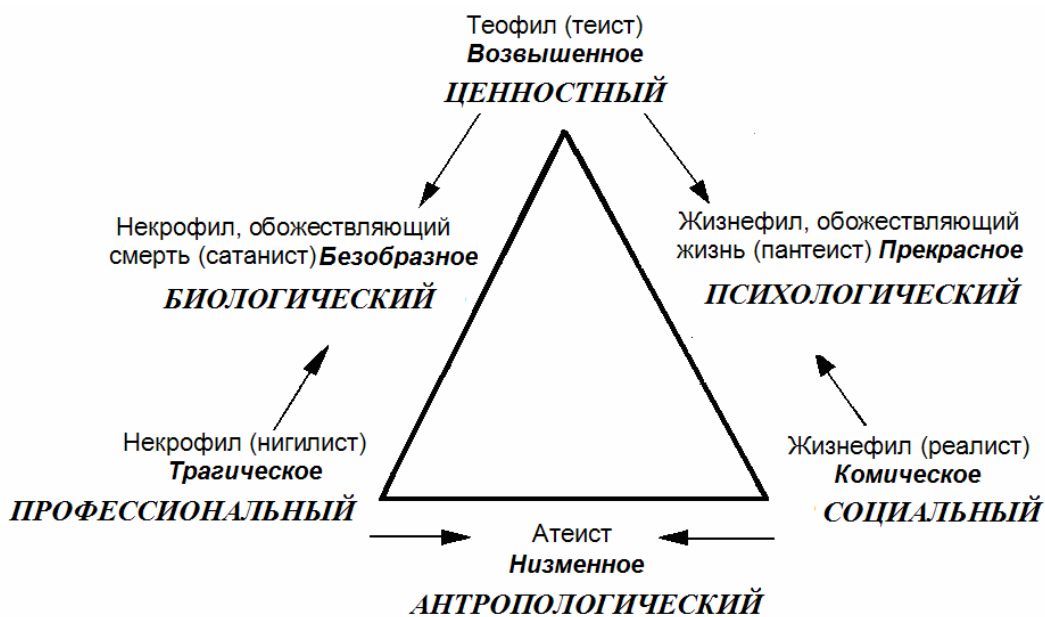 Теофил (теист)
Возвышенное
ЦЕННОСТНЫЙ
Некрофил, обожествляющий
смерть (сатанист) Безобразное
БИОЛОГИЧЕСКИЙ
Жизнефил, обожествляющий
жизнь (пантеист) Прекрасное
ПСИХОЛОГИЧЕСКИЙ
Некрофил (нигилист)
Трагическое
ПРОФЕССИОНАЛЬНЫЙ
Жизнефил (реалист)
Комическое
СОЦИАЛЬНЫЙ
Атеист
Низменное
АНТРОПОЛОГИЧЕСКИЙ